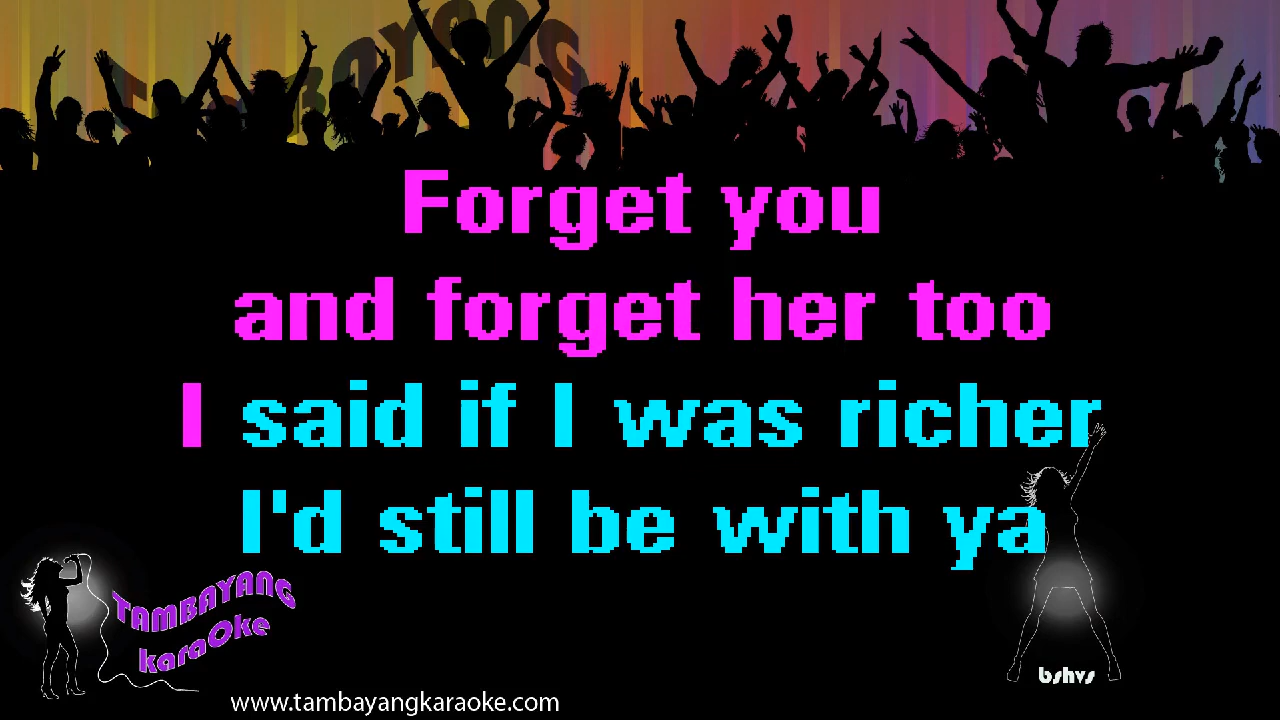 TAMBAYANG
Forget you
and forget her too
I said if I was richer
I'd still be with ya
TAMBAYANG
karaOke
bshvs
www.tambayangkaraoke.com